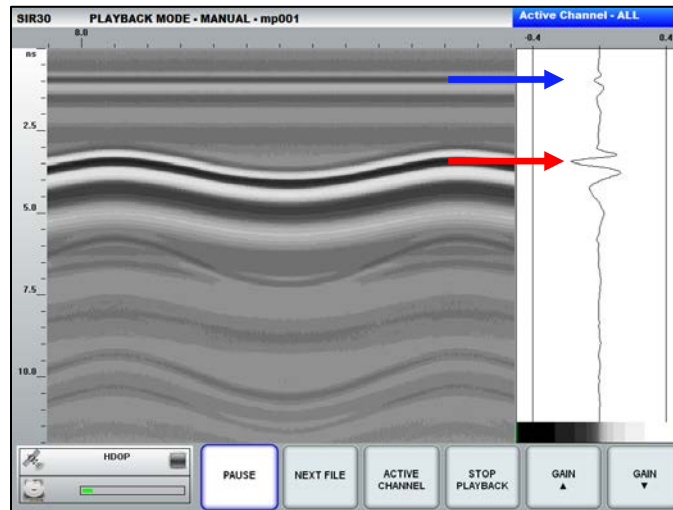 SIR30 PLAYBACK MODE - MANUAL - mp001 Active Channel - ALL
0.0 -0.4 0.4
ns
2.5
5.0
7.5
10.0
HDOP
PAUSE
NEXT FILE
ACTIVE
CHANNEL
STOP
PLAYBACK
GAIN
▲
GAIN
▼